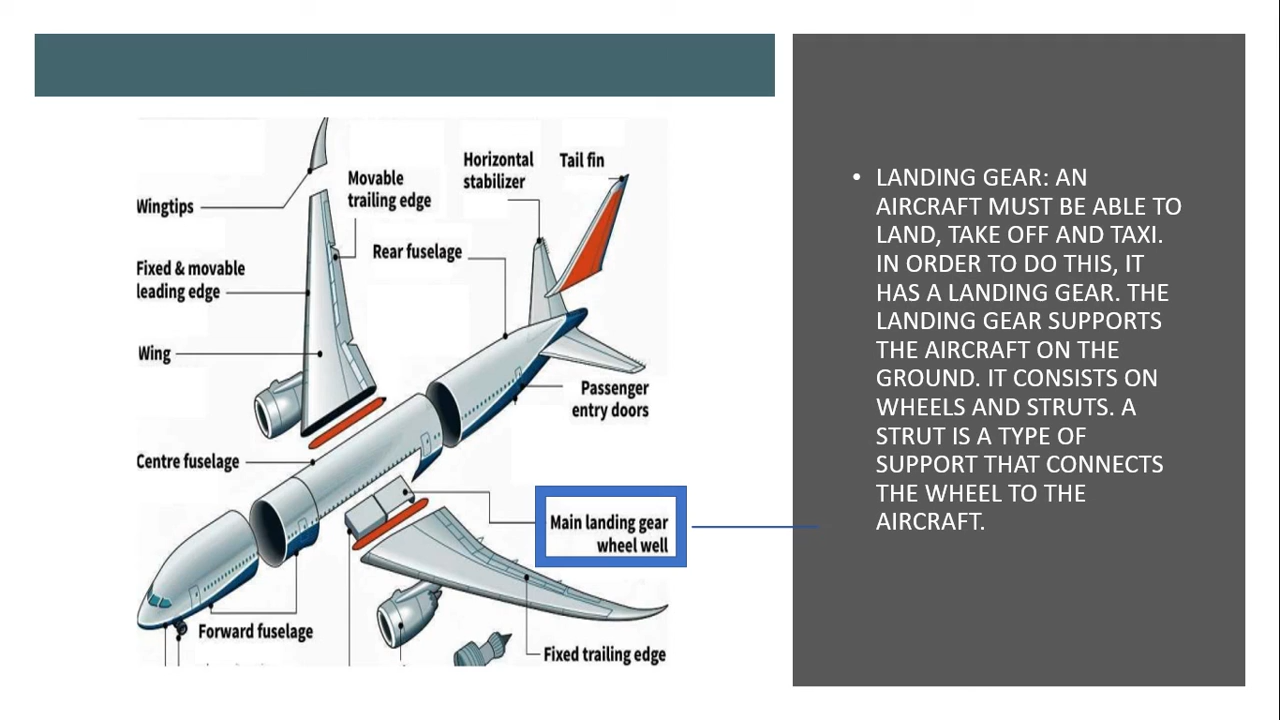 Horizontal
stabilizer
Tail fin
Movable
trailing edge
Wingtips
Rear fuselage
Fixed & movable
leading edge
Wing
Passenger
entry doors
Centre fuselage
Main landing gear
wheel well
Forward fuselage
Fixed trailing edge
• LANDING GEAR: AN
AIRCRAFT MUST BE ABLE TO
LAND, TAKE OFF AND TAXI.
IN ORDER TO DO THIS, IT
HAS A LANDING GEAR. THE
LANDING GEAR SUPPORTS
THE AIRCRAFT ON THE
GROUND. IT CONSISTS ON
WHEELS AND STRUTS. A
STRUT IS A TYPE OF
SUPPORT THAT CONNECTS
THE WHEEL TO THE
AIRCRAFT.